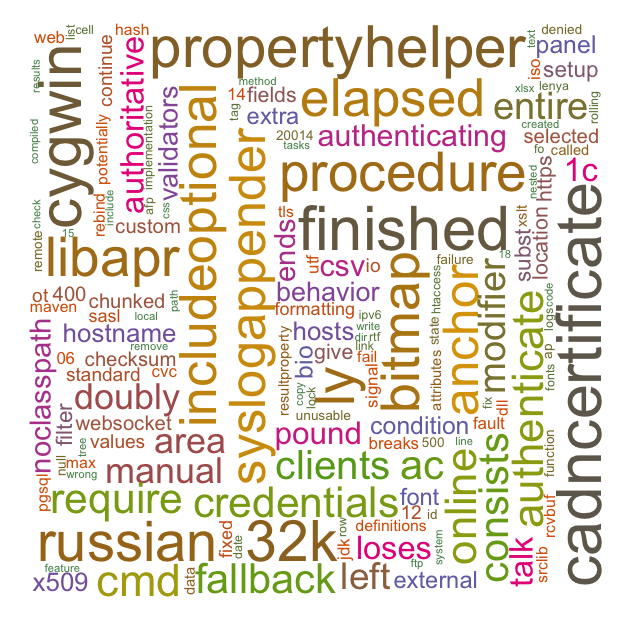 web
list
cell
hash
propertyhelper
text
denied
panel
results
continue
authoritative
method
14
fields
elapsed
iso
setup
xlsx
lenya
rolling
cygwin
potentially
validators
includeoptional
tag
extra
20014
tasks
entire
created
selected
compiled
implementation
authenticating
fo
called
1c
rebind
include
afp
css
procedure
nested
xslt
https
check
15
custom
syslogappender
tls
finished
18
subst
location
remote
libapr
ends
utf
csv
io
failure
cadncertificate
ot
400
chunked
path
behavior
bitmap
htaccess
anchor
modifier
logs
code
maven
sasl
local
formatting
ipv6
hostname
remove
hosts
write
dir
rtf
state
noclasspath
06
checksum
resultproperty
bio
give
link
ly
attributes
fonts
ap
authenticate
standard
cvc
copy
lock
fail
signal
fix
dll
doubly
unusable
filter
websocket
values
area
pound
condition
fault
null
max
tree
wrong
manual
breaks
500
line
consists
function
clients
ac
pgsql
require
credentials
font
online
rcvbuf
12
id
russian
fixed
date
32k
jdk
row
definitions
loses
system
talk
srclib
feature
x509
cmd
data
fallback
left
ftp
external